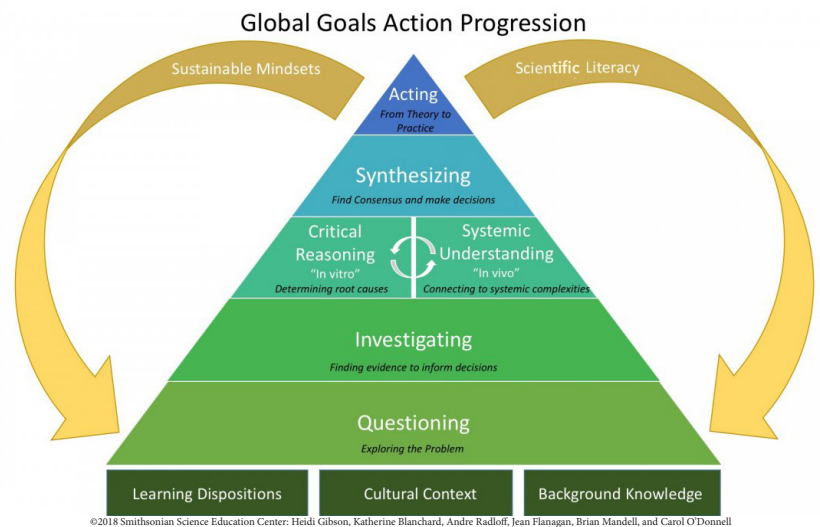 Global Goals Action Progression
Sustainable Mindsets
Scientific Literacy
Acting
From Theory to
Practice
Synthesizing
Find Consensus and make decisions
Critical
Reasoning
"In vitro"
Determining root causes
Systemic
Understanding
"In vivo"
Connecting to systemic complexities
Investigating
Finding evidence to inform decisions
Questioning
Exploring the Problem
Learning Dispositions
Cultural Context
Background Knowledge
©2018 Smithsonian Science Education Center: Heidi Gibson, Katherine Blanchard, Andre Radloff, Jean Flanagan, Brian Mandell, and Carol O'Donnell